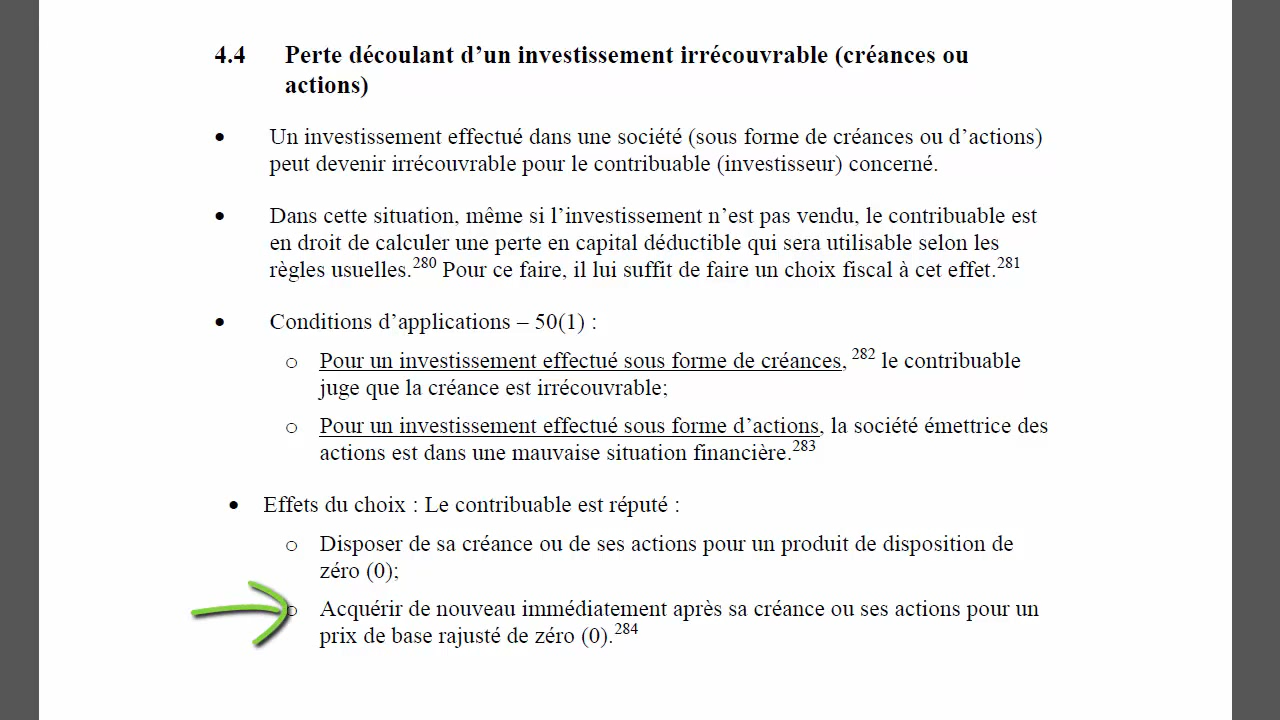 4.4 Perte découlant d’un investissement irrécouvrable (créances ou
actions)
• Un investissement effectué dans une société (sous forme de créances ou d’actions)
peut devenir irrécouvrable pour le contribuable (investisseur) concerné.
• Dans cette situation, même si l’investissement n’est pas vendu, le contribuable est
en droit de calculer une perte en capital déductible qui sera utilisable selon les
règles usuelles.280 Pour ce faire, il lui suffit de faire un choix fiscal à cet effet.281
• Conditions d’applications – 50(1) :
o Pour un investissement effectué sous forme de créances, 282 le contribuable
juge que la créance est irrécouvrable;
o Pour un investissement effectué sous forme d’actions, la société émettrice des
actions est dans une mauvaise situation financière.283
• Effets du choix : Le contribuable est réputé :
o Disposer de sa créance ou de ses actions pour un produit de disposition de
zéro (0);
o Acquérir de nouveau immédiatement après sa créance ou ses actions pour un
prix de base rajusté de zéro (0).284